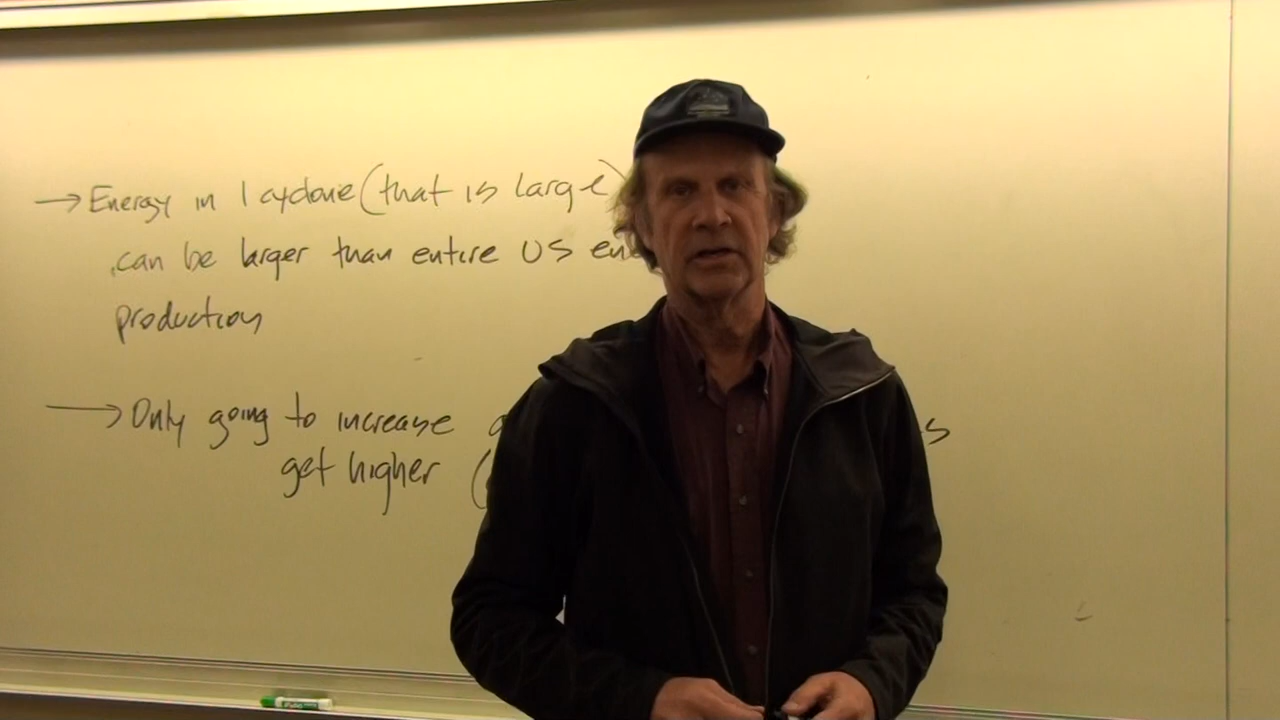 → Energy in 1 cyclone (that is large)
can be larger than entire US
production
→ Only going to increase
get higher (